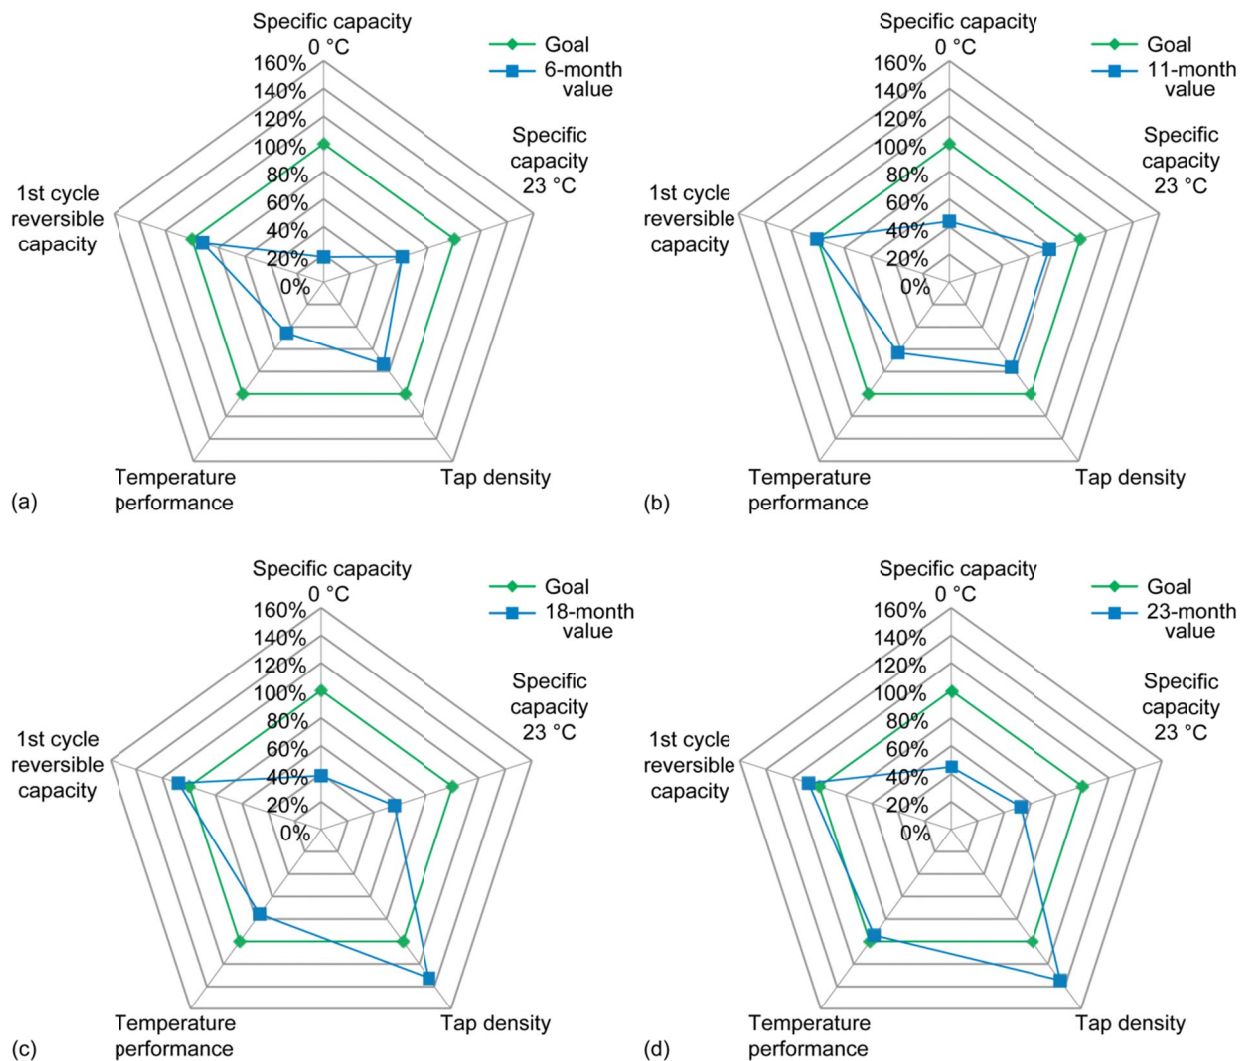 Specific capacity
0 °C
160%
140%
120%
100%
80%
60%
40%
20%
0%
Goal
6-month
value
Specific
capacity
23 °C
1st cycle
reversible
capacity
Temperature
performance
Tap density
(a)
Specific capacity
0 °C
160%
140%
120%
100%
80%
60%
40%
20%
0%
Goal
11-month
value
Specific
capacity
23 °C
1st cycle
reversible
capacity
Temperature
performance
Tap density
(b)
Specific capacity
0 °C
160%
140%
120%
100%
80%
60%
40%
20%
0%
Goal
18-month
value
Specific
capacity
23 °C
1st cycle
reversible
capacity
Temperature
performance
Tap density
(c)
Specific capacity
0 °C
160%
140%
120%
100%
80%
60%
40%
20%
0%
Goal
23-month
value
Specific
capacity
23 °C
1st cycle
reversible
capacity
Temperature
performance
Tap density
(d)